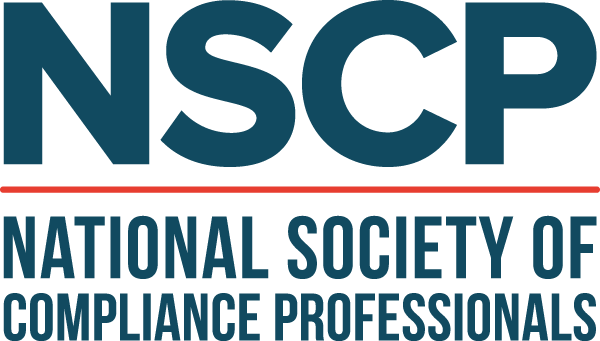 NSCP
NATIONAL SOCIETY OF
COMPLIANCE PROFESSIONALS